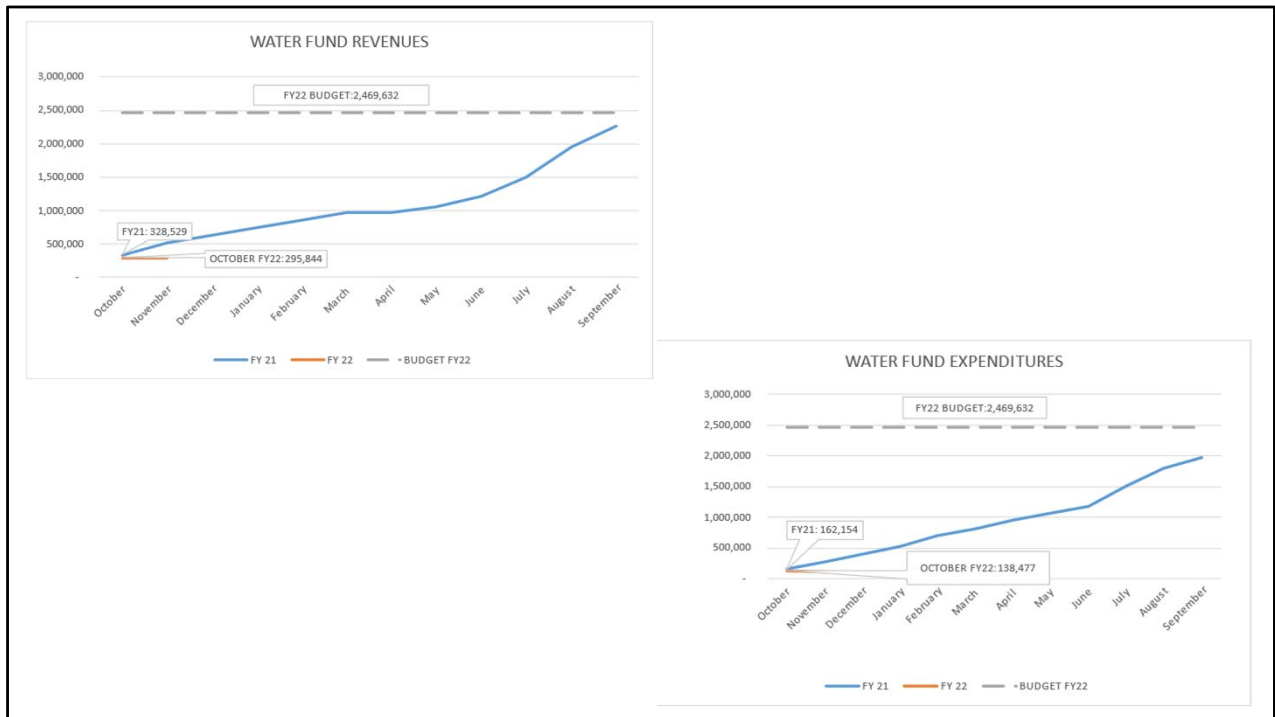 WATER FUND REVENUES
3,000,000
FY22 BUDGET:2,469,632
2,500,000
2,000,000
1,500,000
1,000,000
FY21: 328,529
500,000
OCTOBER FY22:295,844
-
October
November
December
January
February
March
April
May
June
July
August
September
FY 21
FY 22
BUDGET FY22
WATER FUND EXPENDITURES
3,000,000
FY22 BUDGET:2,469,632
2,500,000
2,000,000
1,500,000
1,000,000
FY21: 162,154
500,000
OCTOBER FY22:138,477
-
October
November
December
January
February
March
April
May
June
July
August
September
FY 21
FY 22
BUDGET FY22